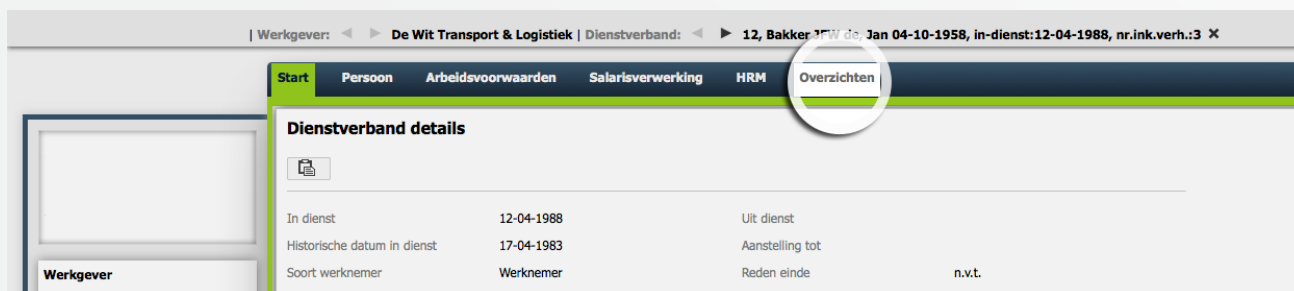 | Werkgever: De Wit Transport & Logistiek | Dienstverband: 12, Bakker JFW de, Jan 04-10-1958, in-dienst:12-04-1988, nr.ink.verh.:3 ×
Start Persoon Arbeidsvoorwaarden Salarisverwerking HRM Overzichten
Dienstverband details
In dienst 12-04-1988 Uit dienst
Historische datum in dienst 17-04-1983 Aanstelling tot
Werkgever Soort werknemer Werknemer Reden einde n.v.t.